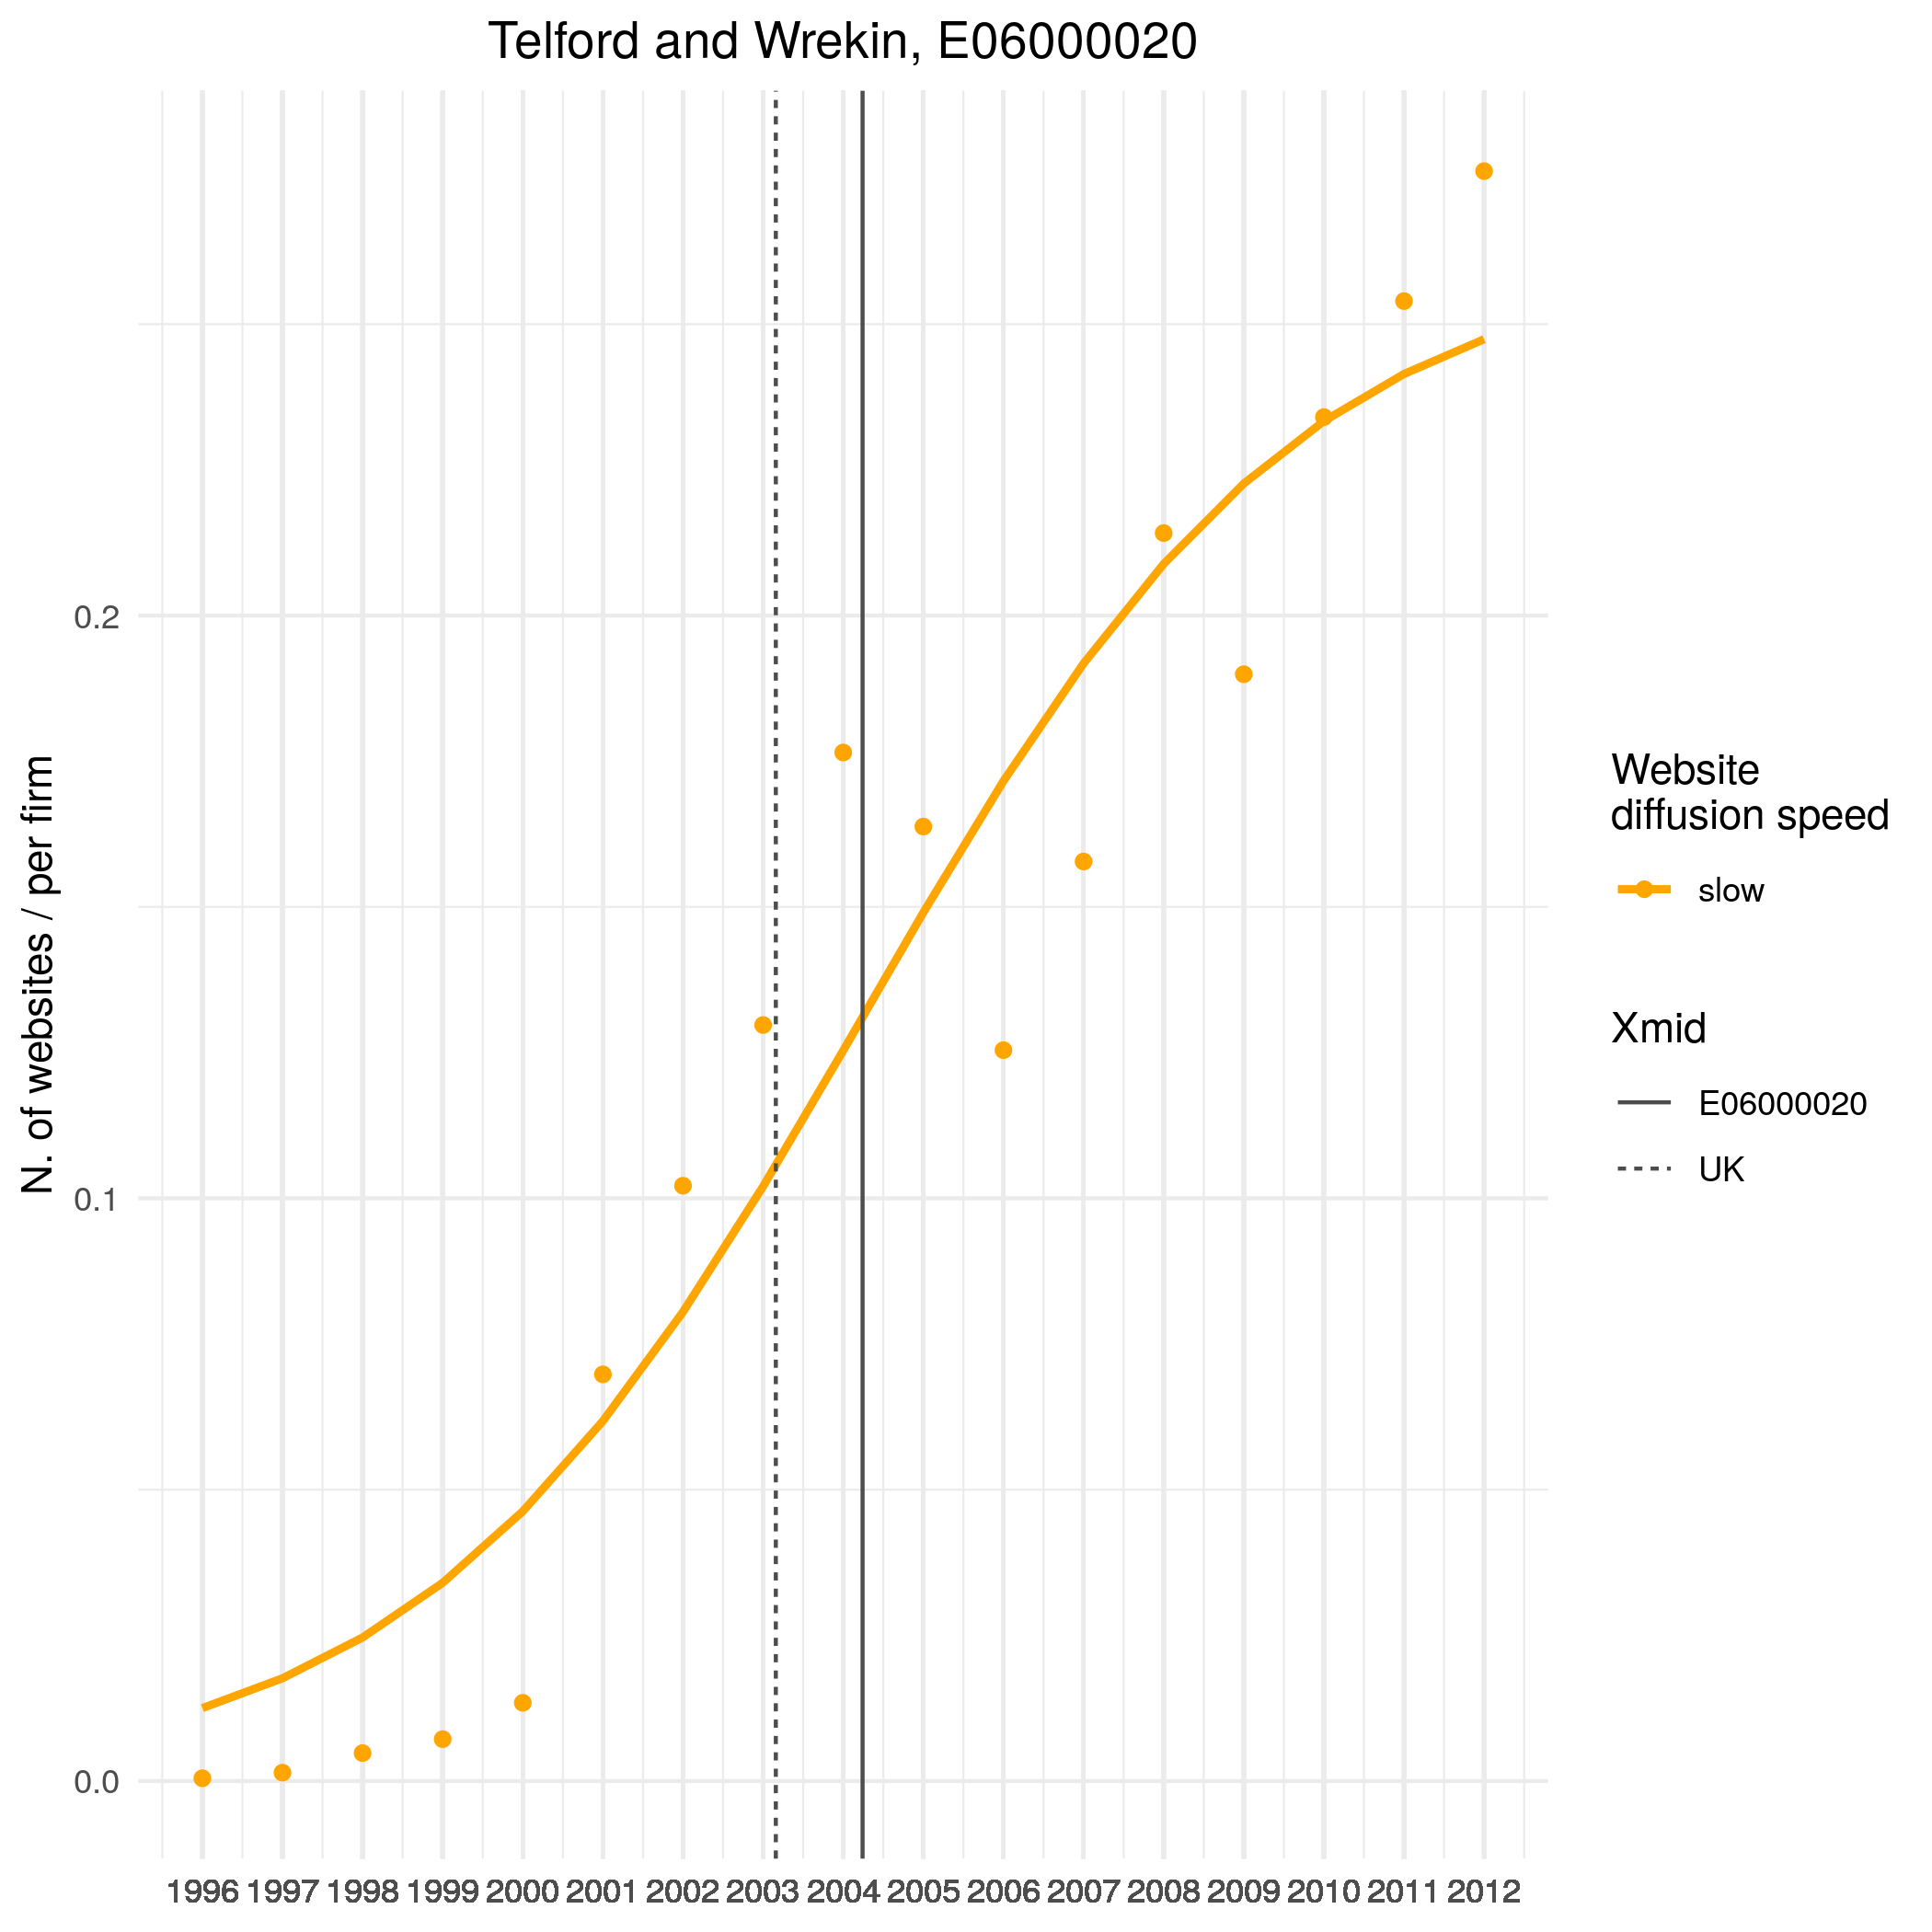 Telford and Wrekin, E06000020
N. of websites / per firm
0.2
0.1
0.0
1996 1997 1998 1999 2000 2001 2002 2003 2004 2005 2006 2007 2008 2009 2010 2011 2012
Website
diffusion speed
slow
Xmid
E06000020
UK